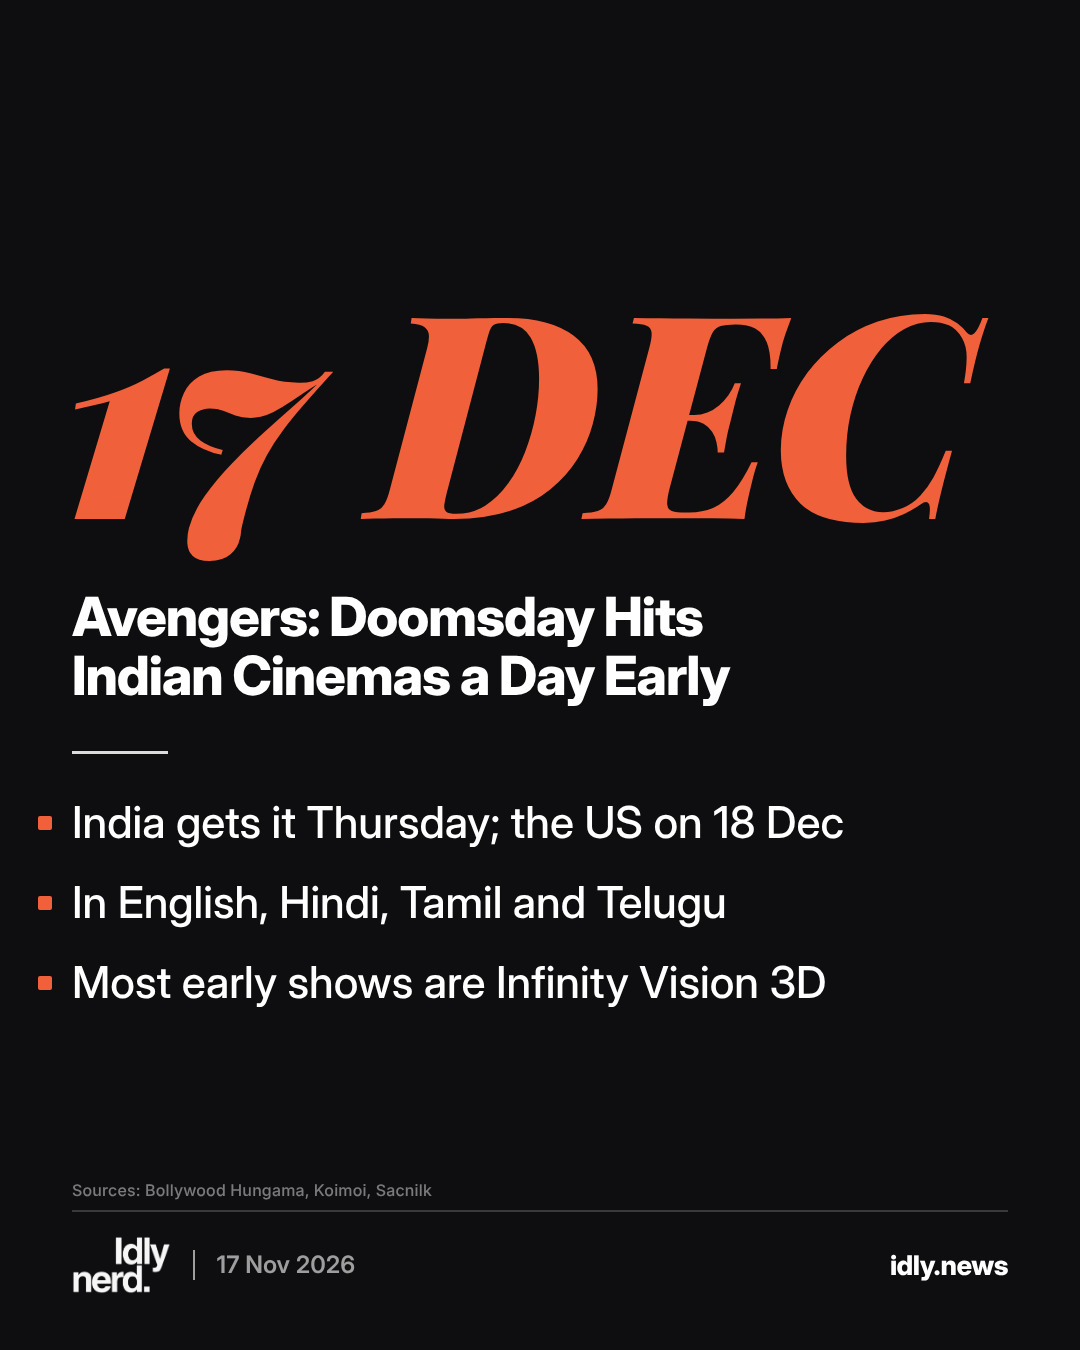 17 DEC
Avengers: Doomsday Hits
Indian Cinemas a Day Early
India gets it Thursday; the US on 18 Dec
In English, Hindi, Tamil and Telugu
Most early shows are Infinity Vision 3D
Sources: Bollywood Hungama, Koimoi, Sacnilk
Idly
nerd.
17 Nov 2026
idly.news